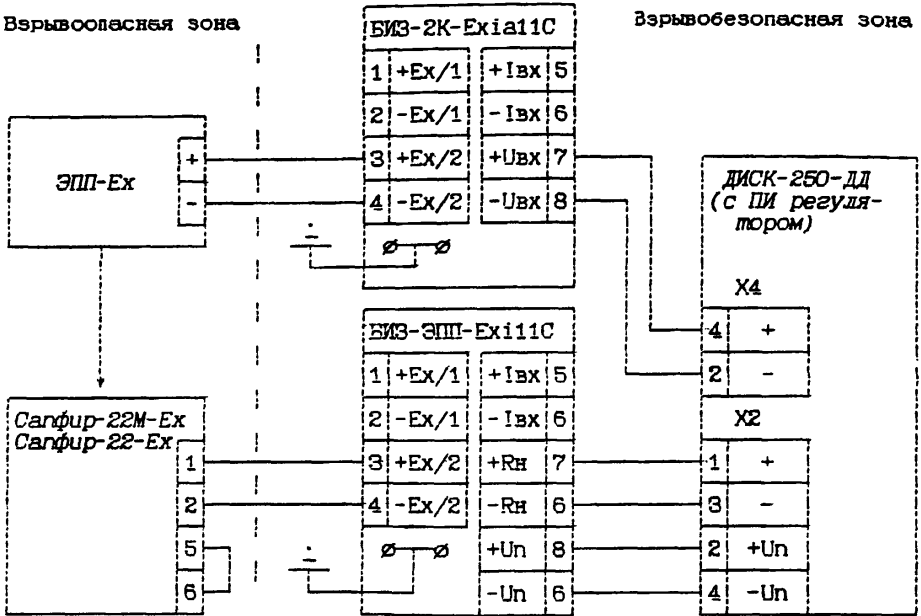 Взрывоопасная зона
Взрывобезопасная зона
БИЗ-2К-Exia11C
1 +Ex/1 +Iвх 5
2 -Ex/1 -Iвх 6
3 +Ex/2 +Uвх 7
4 -Ex/2 -Uвх 8
ЭПП-Ex
+
-
ДИСК-250-ДД
(с ПИ регуля-
тором)
X4
4 +
2 -
X2
1 +
3 -
2 +Uп
4 -Uп
БИЗ-ЭПП-Exi11C
1 +Ex/1 +Iвх 5
2 -Ex/1 -Iвх 6
3 +Ex/2 +Rн 7
4 -Ex/2 -Rн 6
+Uп 8
-Uп 6
Сапфир-22М-Ex
Сапфир-22-Ex
1
2
5
6